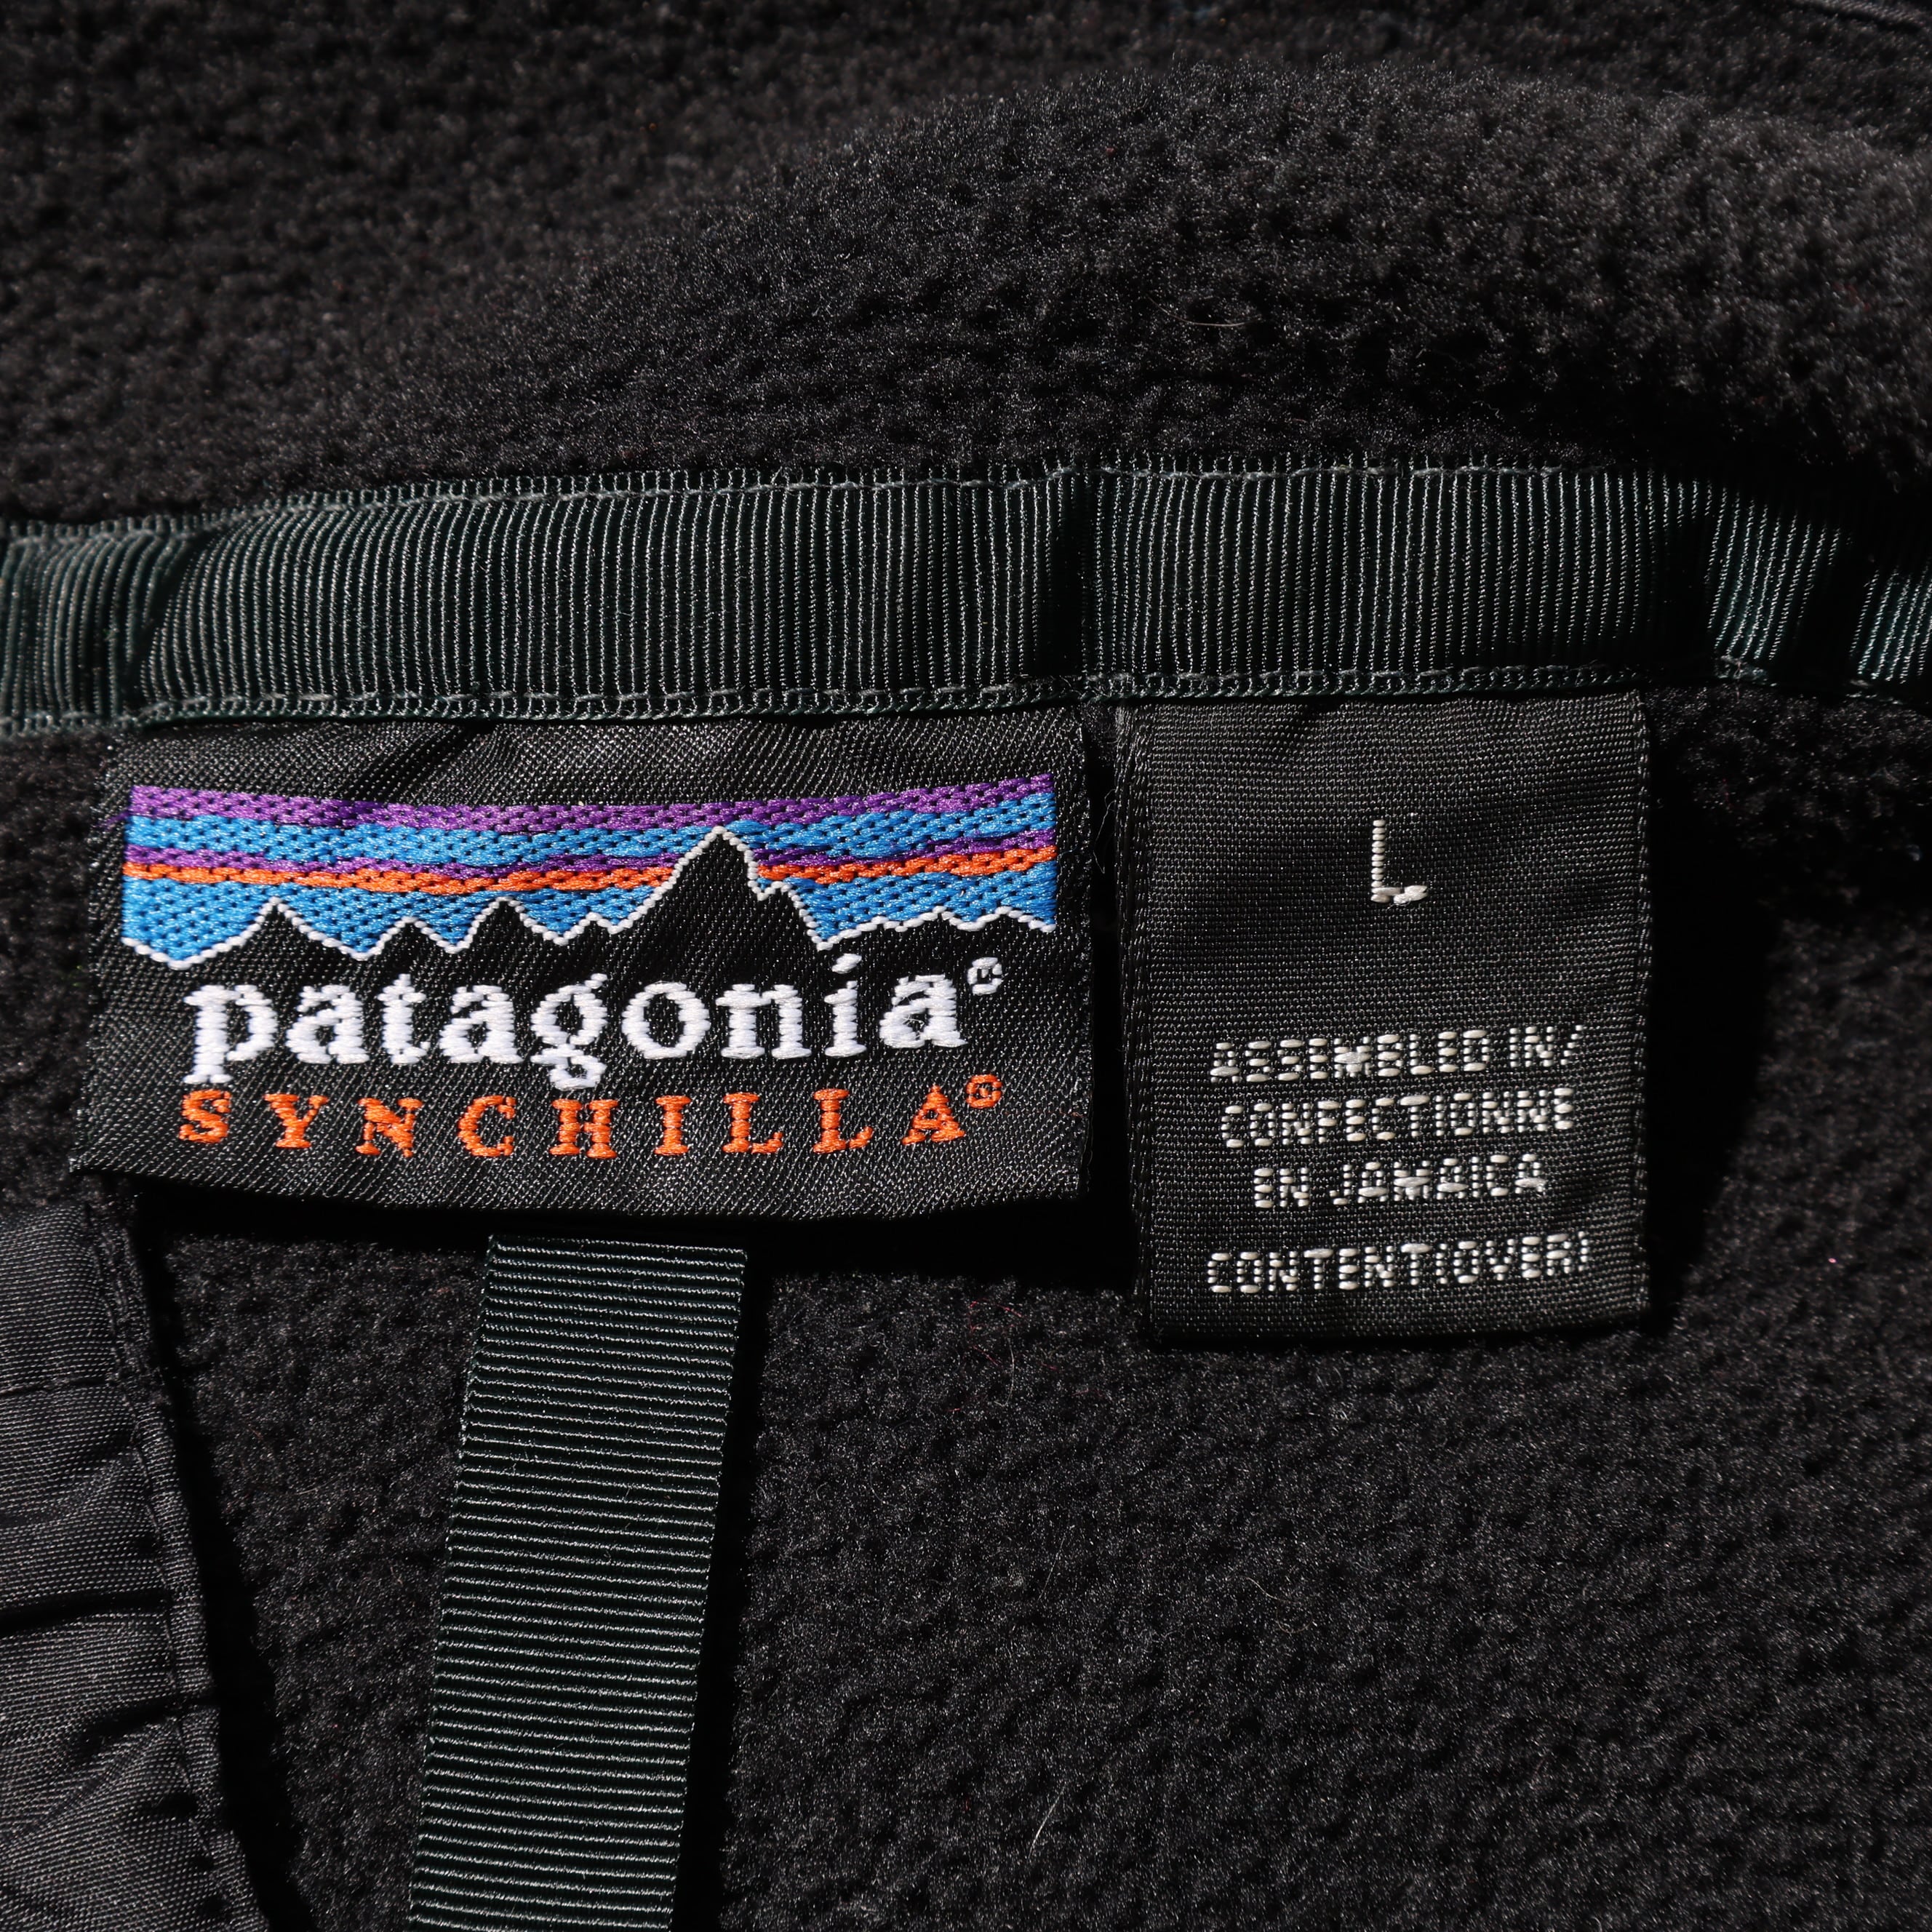 patagonia®
SYNCHILLA®
L
ASSEMBLED IN/
CONFECTIONNE
EN JAMAICA
CONTENT:OVER!